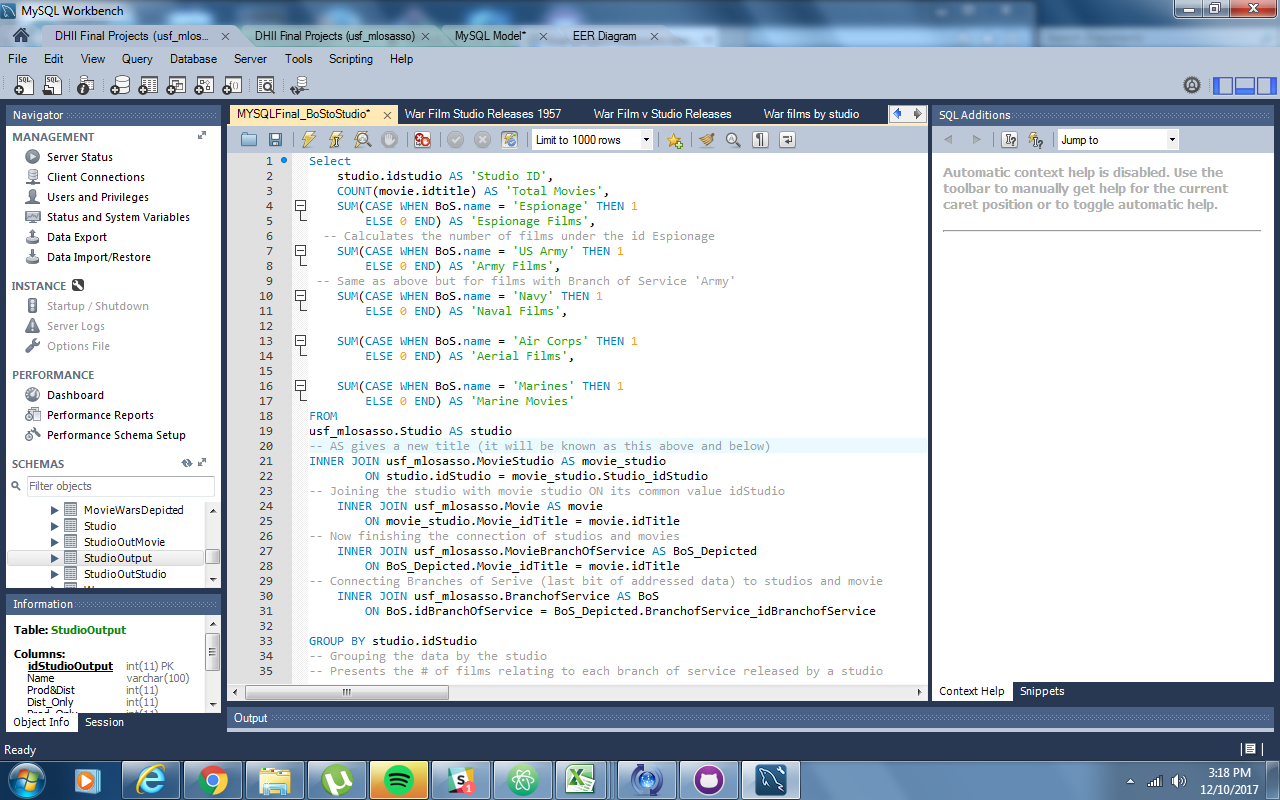 MySQL Workbench
DHII Final Projects (usf_mlos... ×
DHII Final Projects (usf_mlosasso) ×
MySQL Model* ×
EER Diagram ×
File Edit View Query Database Server Tools Scripting Help
Navigator
MANAGEMENT
Server Status
Client Connections
Users and Privileges
Status and System Variables
Data Export
Data Import/Restore
INSTANCE
Startup / Shutdown
Server Logs
Options File
PERFORMANCE
Dashboard
Performance Reports
Performance Schema Setup
SCHEMAS
Filter objects
MovieWarsDepicted
Studio
StudioOutMovie
StudioOutput
StudioOutStudio
Information
Table: StudioOutput
Columns:
idStudioOutput int(11) PK
Name varchar(100)
Prod&Dist int(11)
Dist_Only int(11)
Object Info Session
MYSQLFinal_BoStoStudio* ×
War Film Studio Releases 1957
War Film v Studio Releases
War films by studio
Limit to 1000 rows
1 Select
2 studio.idstudio AS 'Studio ID',
3 COUNT(movie.idtitle) AS 'Total Movies',
4 SUM(CASE WHEN BoS.name = 'Espionage' THEN 1
5 ELSE 0 END) AS 'Espionage Films',
6 -- Calculates the number of films under the id Espionage
7 SUM(CASE WHEN BoS.name = 'US Army' THEN 1
8 ELSE 0 END) AS 'Army Films',
9 -- Same as above but for films with Branch of Service 'Army'
10 SUM(CASE WHEN BoS.name = 'Navy' THEN 1
11 ELSE 0 END) AS 'Naval Films',
12
13 SUM(CASE WHEN BoS.name = 'Air Corps' THEN 1
14 ELSE 0 END) AS 'Aerial Films',
15
16 SUM(CASE WHEN BoS.name = 'Marines' THEN 1
17 ELSE 0 END) AS 'Marine Movies'
18 FROM
19 usf_mlosasso.Studio AS studio
20 -- AS gives a new title (it will be known as this above and below)
21 INNER JOIN usf_mlosasso.MovieStudio AS movie_studio
22 ON studio.idStudio = movie_studio.Studio_idStudio
23 -- Joining the studio with movie studio ON its common value idStudio
24 INNER JOIN usf_mlosasso.Movie AS movie
25 ON movie_studio.Movie_idTitle = movie.idTitle
26 -- Now finishing the connection of studios and movies
27 INNER JOIN usf_mlosasso.MovieBranchOfService AS BoS_Depicted
28 ON BoS_Depicted.Movie_idTitle = movie.idTitle
29 -- Connecting Branches of Serive (last bit of addressed data) to studios and movie
30 INNER JOIN usf_mlosasso.BranchofService AS BoS
31 ON BoS.idBranchOfService = BoS_Depicted.BranchofService_idBranchofService
32
33 GROUP BY studio.idStudio
34 -- Grouping the data by the studio
35 -- Presents the # of films relating to each branch of service released by a studio
Output
SQL Additions
Jump to
Automatic context help is disabled. Use the
toolbar to manually get help for the current
caret position or to toggle automatic help.
Context Help Snippets
Ready
3:18 PM
12/10/2017